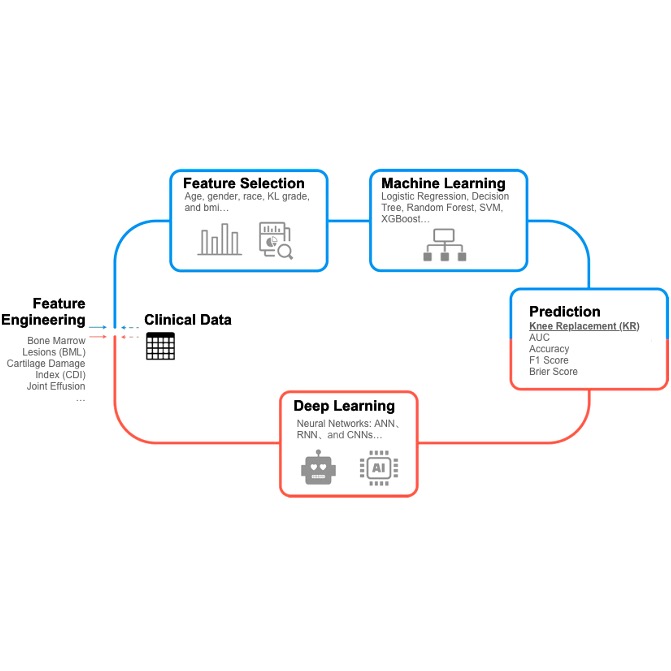 Feature Selection
Age, gender, race, KL grade,
and bmi...
Machine Learning
Logistic Regression, Decision
Tree, Random Forest, SVM,
XGBoost...
Feature
Engineering
Bone Marrow
Lesions (BML)
Cartilage Damage
Index (CDI)
Joint Effusion
...
Clinical Data
Prediction
Knee Replacement (KR)
AUC
Accuracy
F1 Score
Brier Score
Deep Learning
Neural Networks: ANN、
RNN、and CNNs...
AI